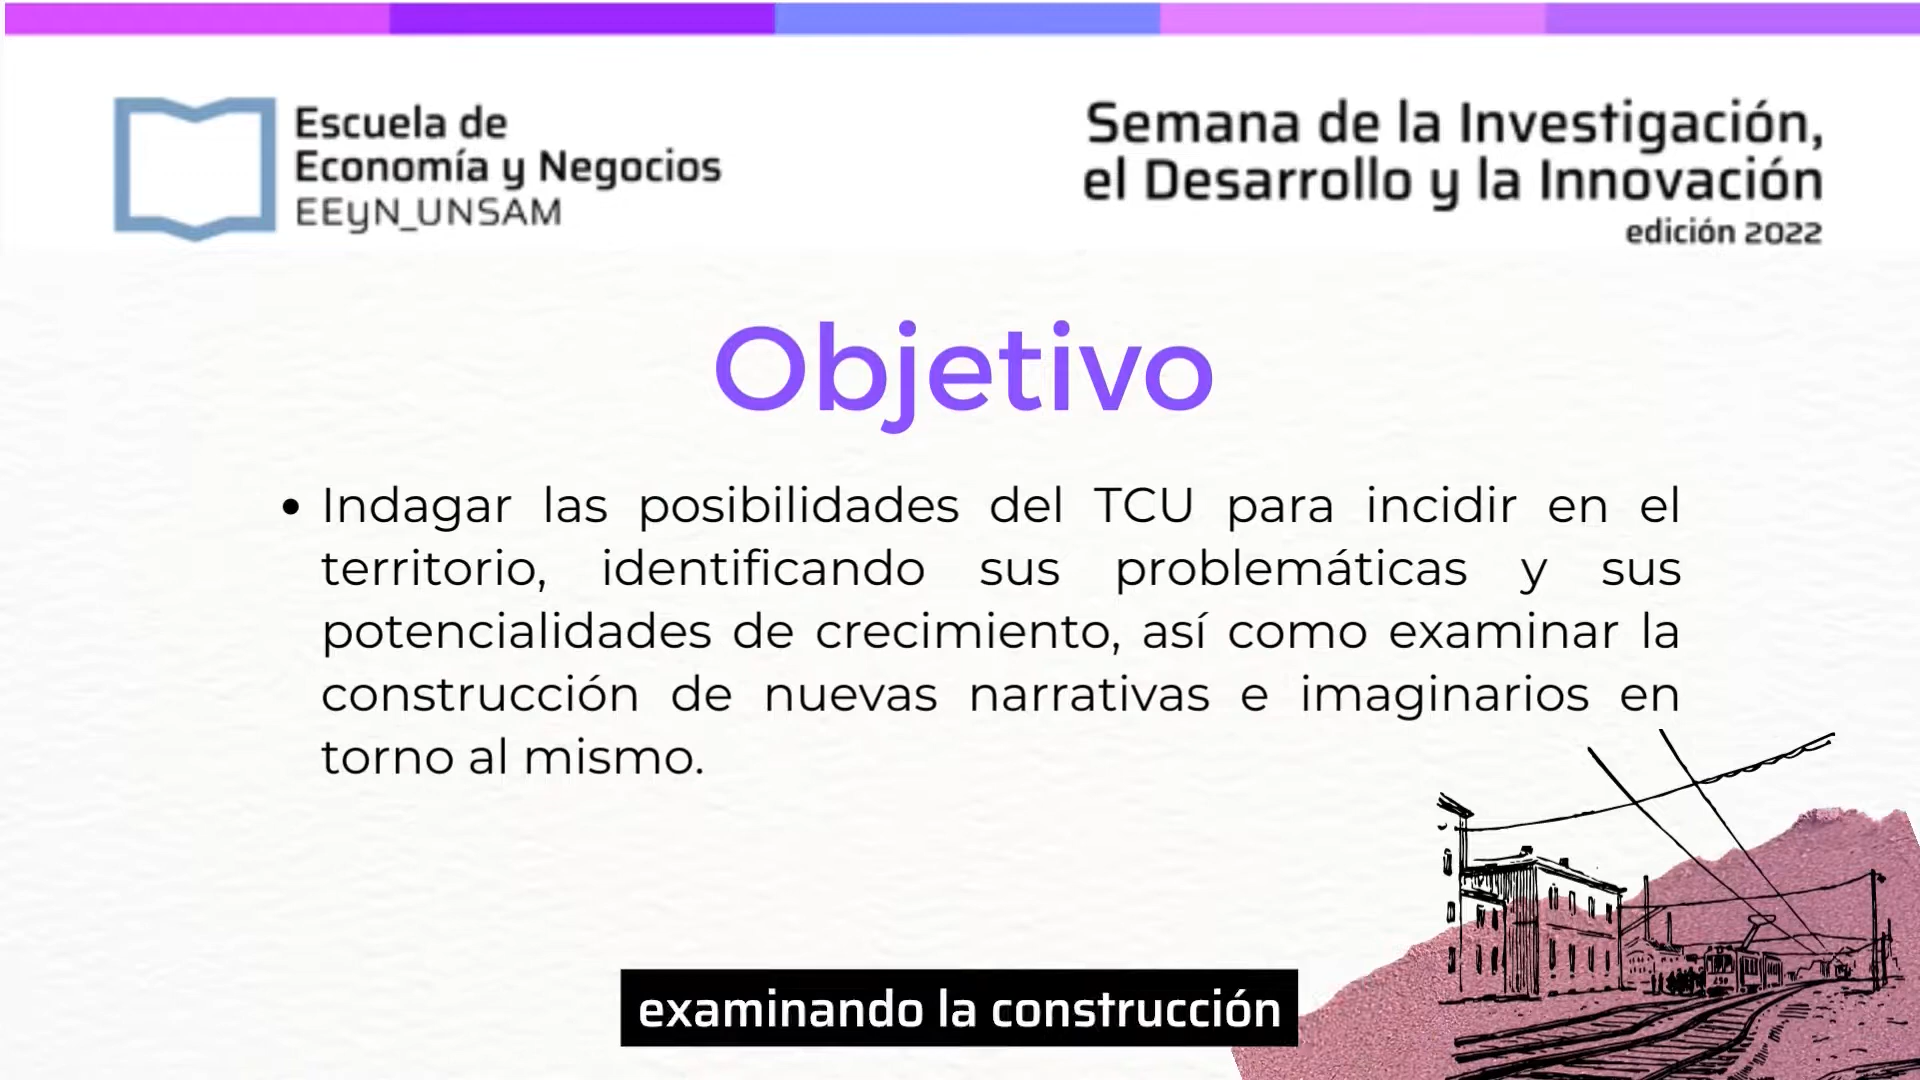 Escuela de
Economía y Negocios
EEyN_UNSAM
Semana de la Investigación,
el Desarrollo y la Innovación
edición 2022
Objetivo
• Indagar las posibilidades del TCU para incidir en el
territorio, identificando sus problemáticas y sus
potencialidades de crecimiento, así como examinar la
construcción de nuevas narrativas e imaginarios en
torno al mismo.
examinando la construcción